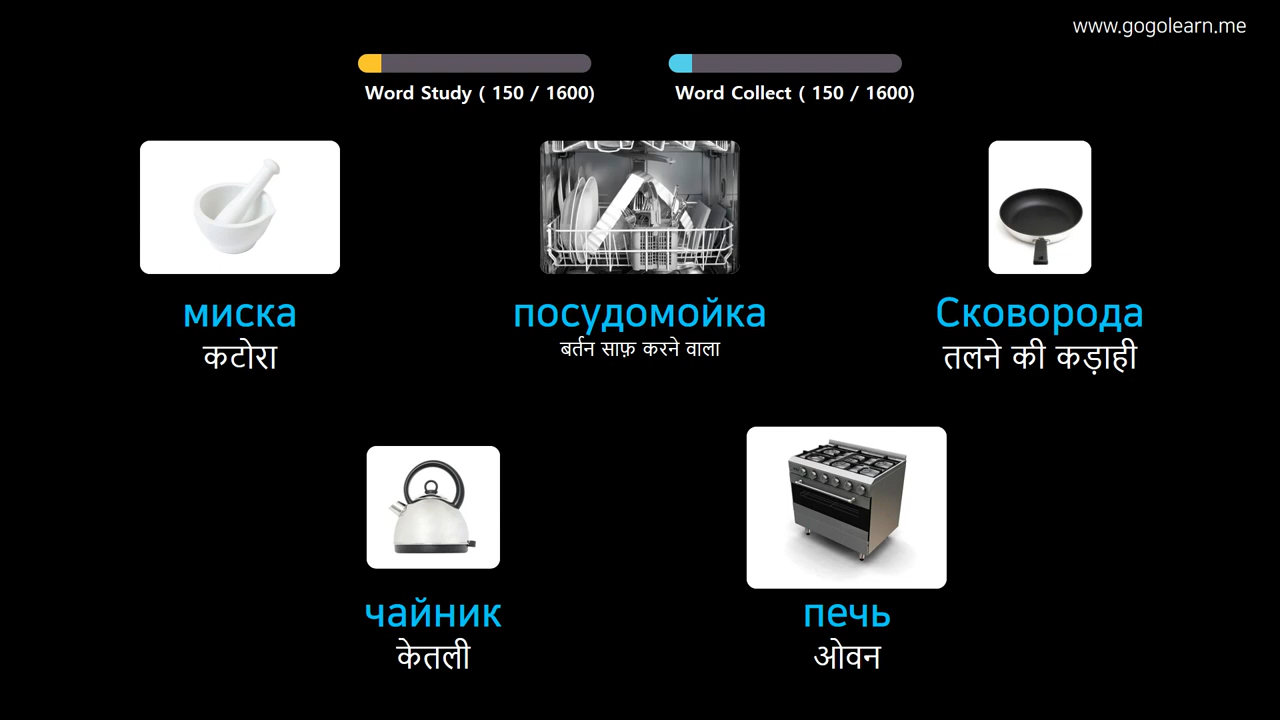 www.gogolearn.me
Word Study ( 150 / 1600)
Word Collect ( 150 / 1600)
миска
कटोरा
посудомойка
बर्तन साफ़ करने वाला
Сковорода
तलने की कड़ाही
чайник
केतली
печь
ओवन